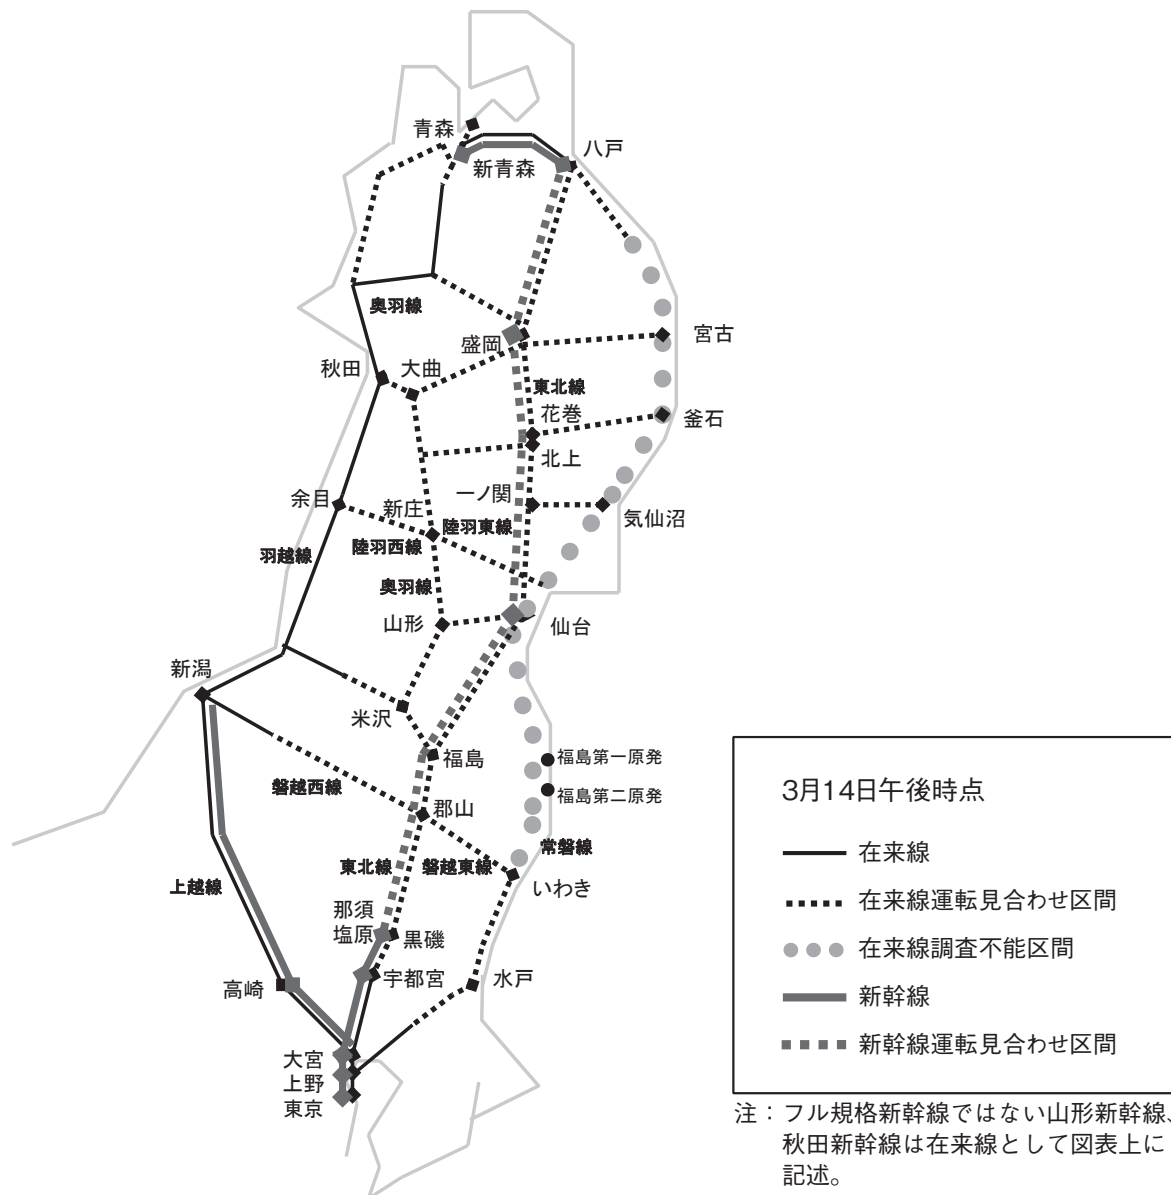 青森
新青森
八戸
奥羽線
盛岡
宮古
秋田
大曲
東北線
花巻
釜石
北上
余目
新庄
一ノ関
気仙沼
陸羽東線
陸羽西線
羽越線
奥羽線
山形
仙台
新潟
米沢
福島
福島第一原発
磐越西線
福島第二原発
郡山
東北線
磐越東線
常磐線
いわき
上越線
那須
塩原
黒磯
高崎
宇都宮
水戸
大宮
上野
東京
3月14日午後時点
在来線
在来線運転見合わせ区間
在来線調査不能区間
新幹線
新幹線運転見合わせ区間
注：フル規格新幹線ではない山形新幹線、
秋田新幹線は在来線として図表上に
記述。